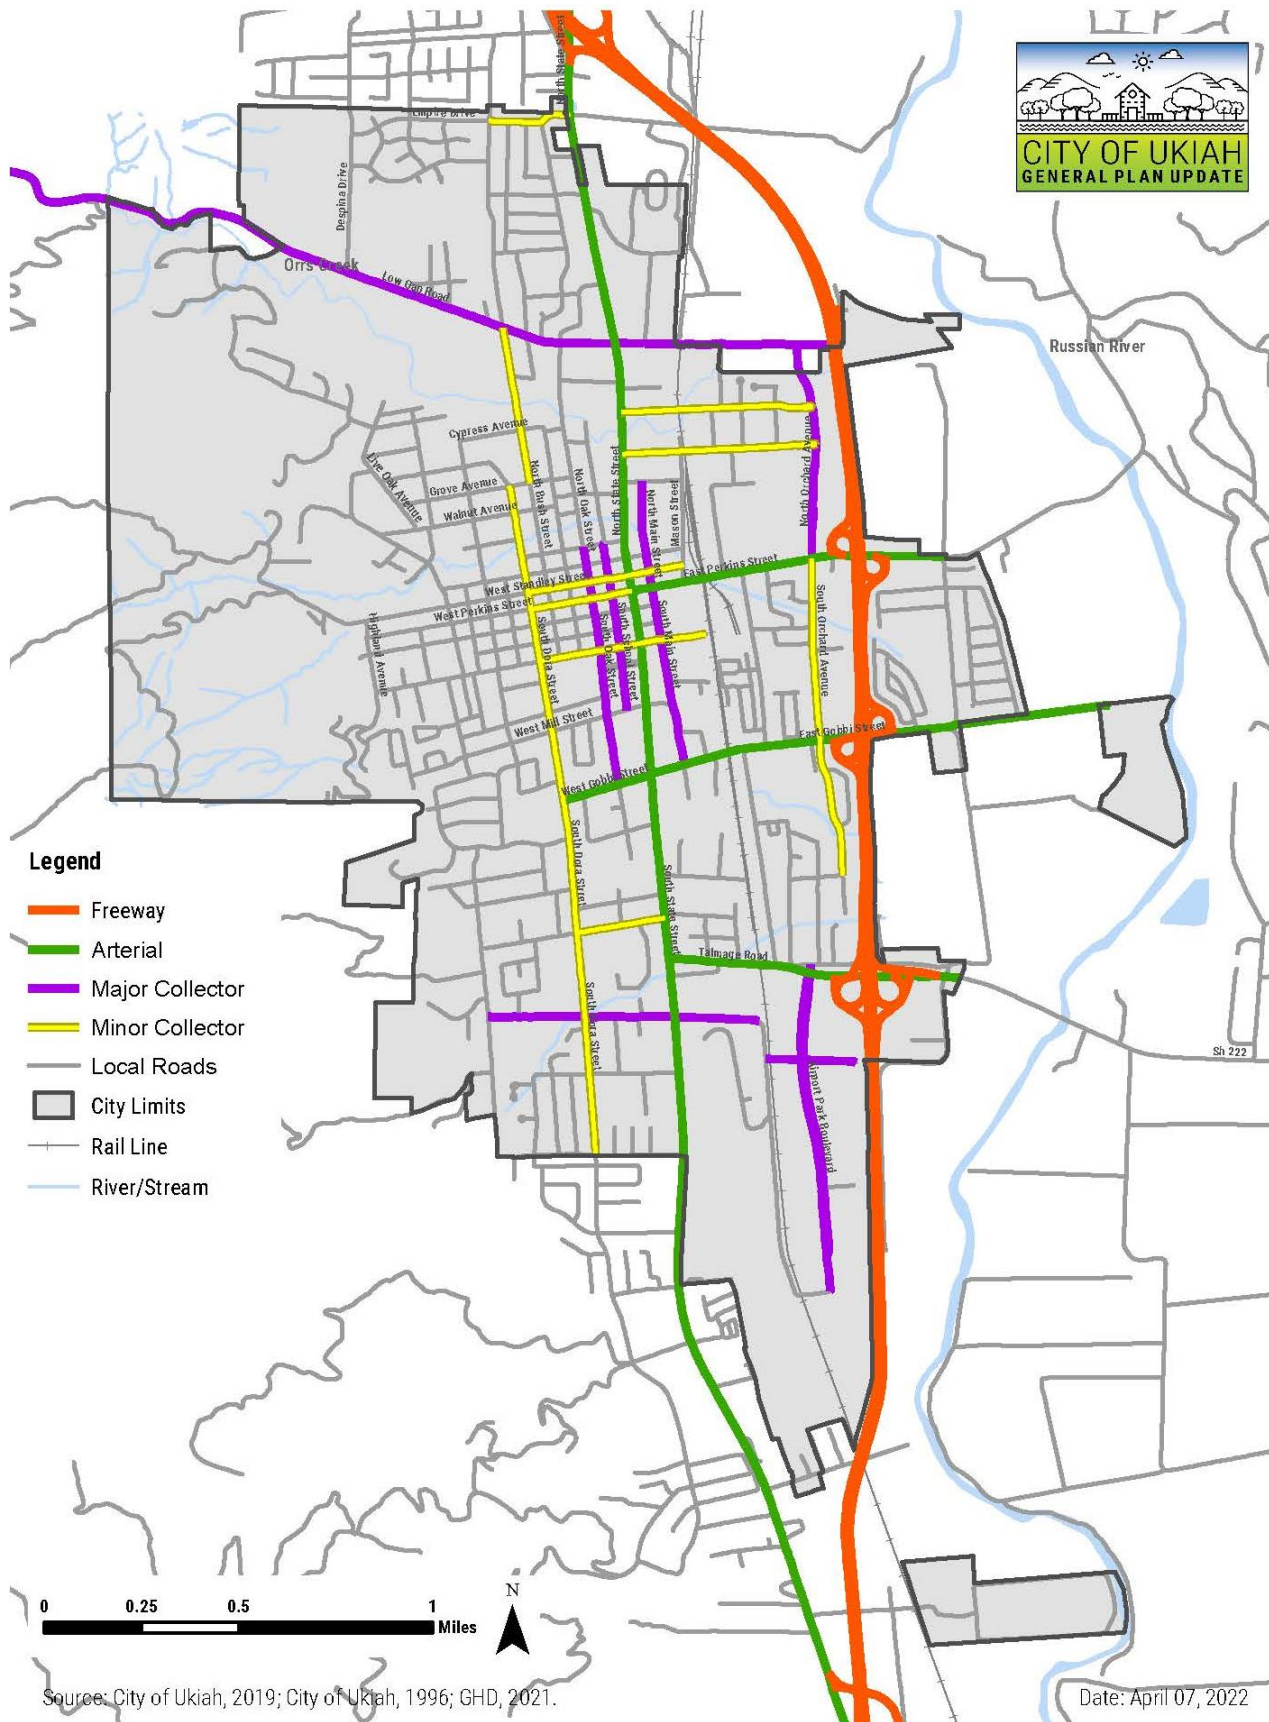 North State Street
CITY OF UKIAH
GENERAL PLAN UPDATE
Empire Drive
Despina Drive
Orrs Creek
Low Gap Road
Russian River
Cypress Avenue
Live Oak Avenue
Grove Avenue
Walnut Avenue
North Bush Street
North Oak Street
North State Street
North Main Street
Mason Street
North Orchard Avenue
East Perkins Street
West Standley Street
West Perkins Street
Highland Avenue
South Dora Street
South Oak Street
South School Street
South Main Street
South Orchard Avenue
West Mill Street
East Gobbi Street
West Gobbi Street
South Dora Street
South State Street
Talmage Road
South Dora Street
Airport Park Boulevard
Sh 222
Legend
Freeway
Arterial
Major Collector
Minor Collector
Local Roads
City Limits
Rail Line
River/Stream
0 0.25 0.5 1
Miles
N
Source: City of Ukiah, 2019; City of Ukiah, 1996; GHD, 2021.
Date: April 07, 2022